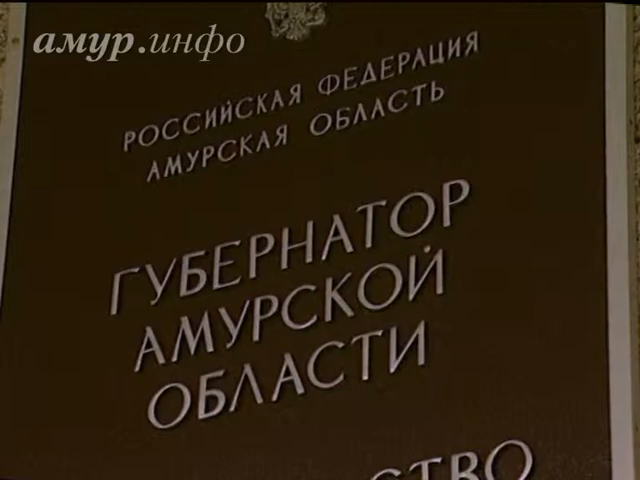 амур.инфо
РОССИЙСКАЯ ФЕДЕРАЦИЯ
АМУРСКАЯ ОБЛАСТЬ
ГУБЕРНАТОР
АМУРСКОЙ
ОБЛАСТИ